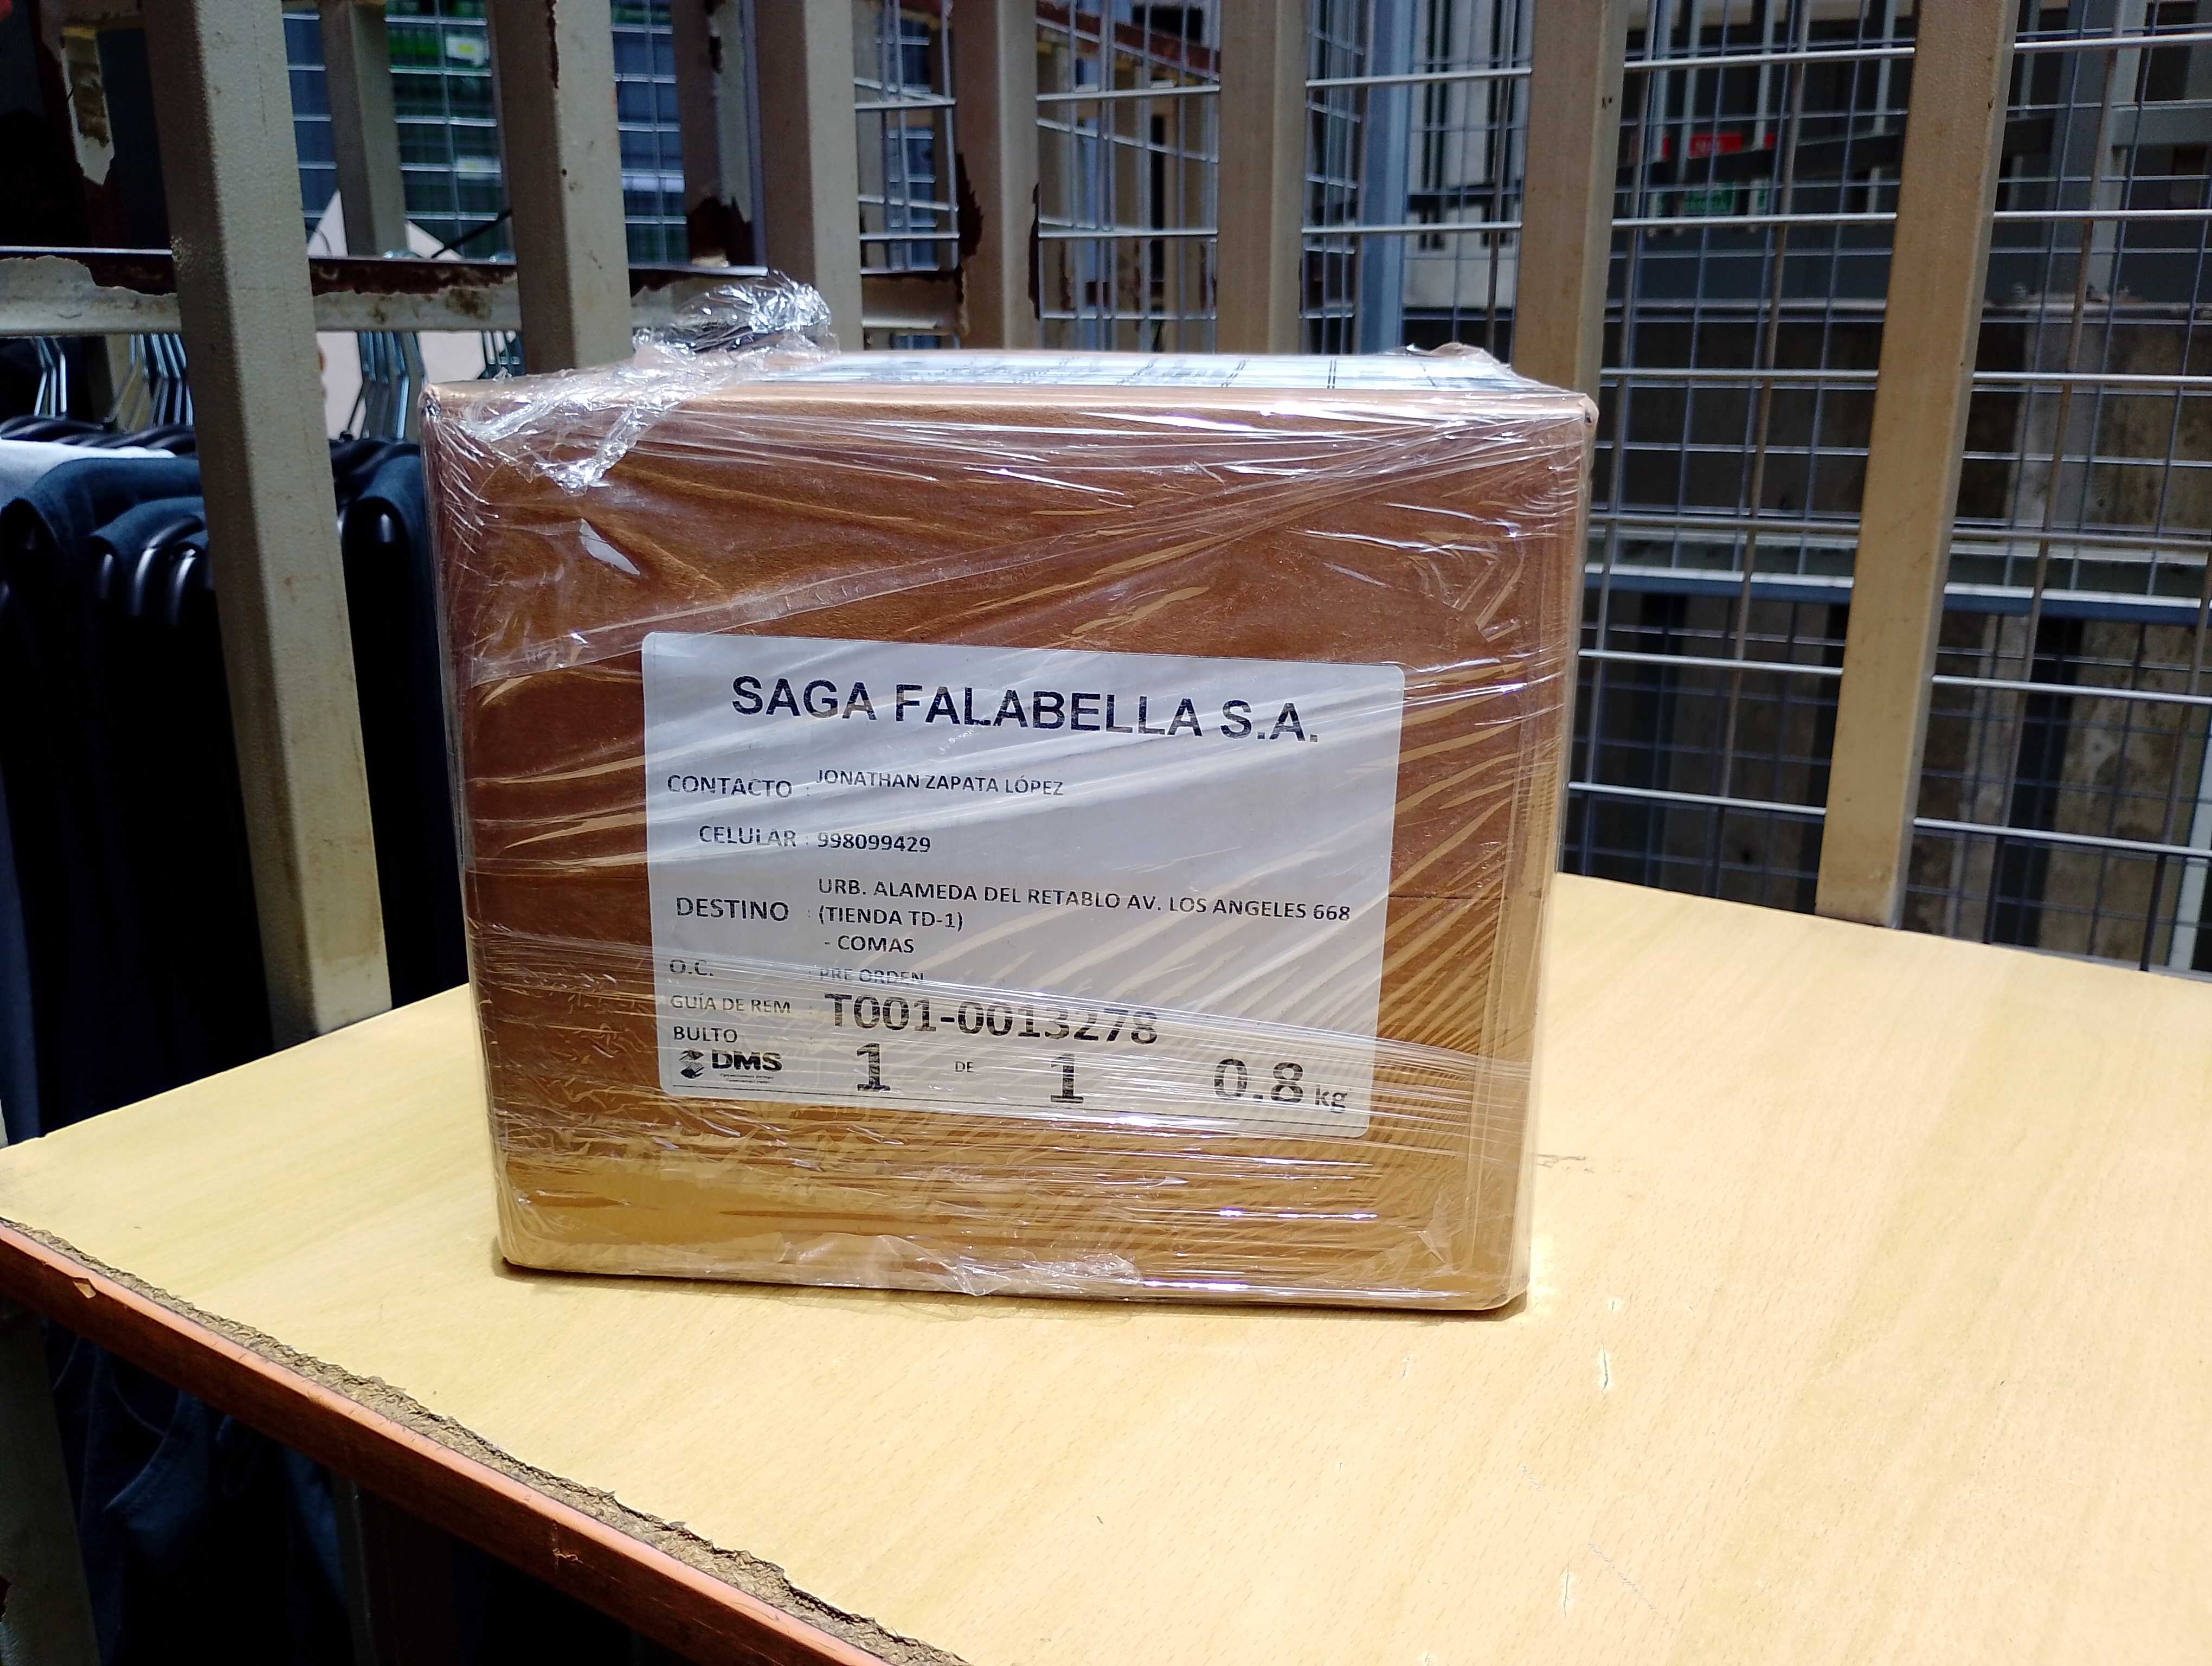 SAGA FALABELLA S.A.
CONTACTO : JONATHAN ZAPATA LÓPEZ
CELULAR : 998099429
DESTINO : URB. ALAMEDA DEL RETABLO AV. LOS ANGELES 668
(TIENDA TD-1)
- COMAS
O.C. : PRE ORDEN
GUÍA DE REM : T001-0013278
BULTO : 1 DE 1 0.8 kg
DMS